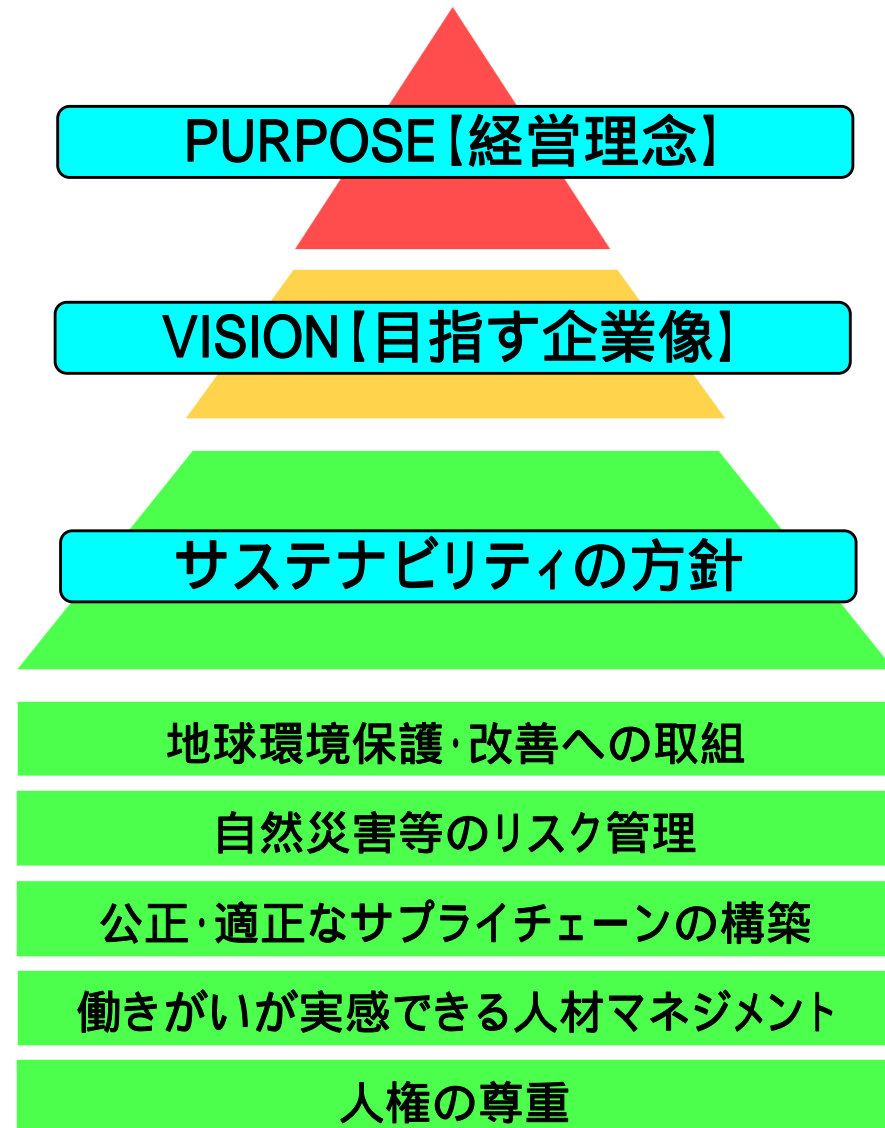 PURPOSE【経営理念】
VISION【目指す企業像】
サステナビリティの方針
地球環境保護・改善への取組
自然災害等のリスク管理
公正・適正なサプライチェーンの構築
働きがいが実感できる人材マネジメント
人権の尊重